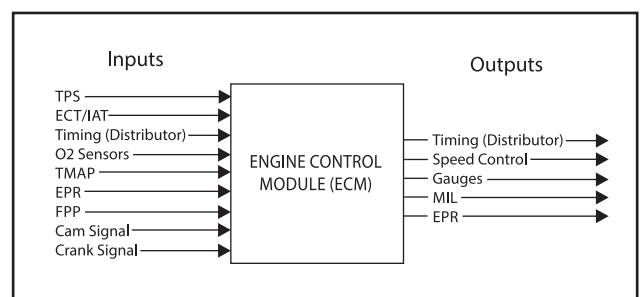 Inputs
Outputs
TPS
ECT/IAT
Timing (Distributor)
O2 Sensors
TMAP
EPR
FPP
Cam Signal
Crank Signal
ENGINE CONTROL
MODULE (ECM)
Timing (Distributor)
Speed Control
Gauges
MIL
EPR